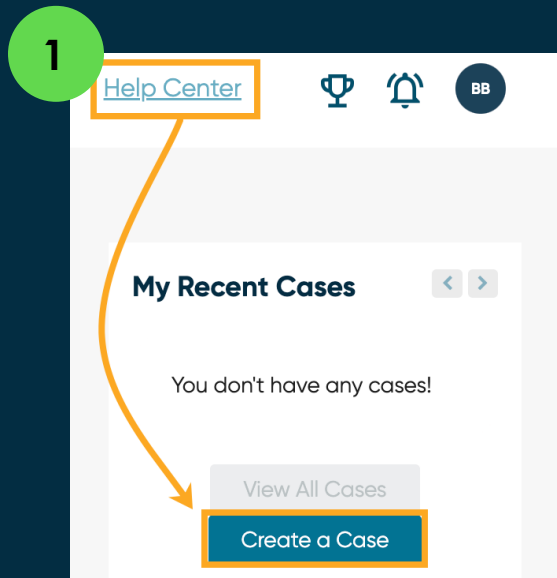 1
Help Center
BB
My Recent Cases
You don't have any cases!
View All Cases
Create a Case